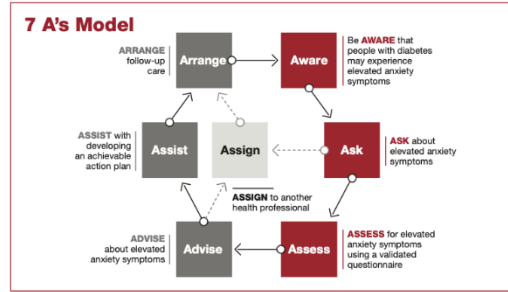 7 A's Model
ARRANGE
follow-up
care
Arrange
Aware
Be AWARE that
people with diabetes
may experience
elevated anxiety
symptoms
ASSIST with
developing
an achievable
action plan
Assist
Assign
Ask
ASK about
elevated anxiety
symptoms
ASSIGN to another
health professional
ADVISE
about elevated
anxiety symptoms
Advise
Assess
ASSESS for elevated
anxiety symptoms
using a validated
questionnaire